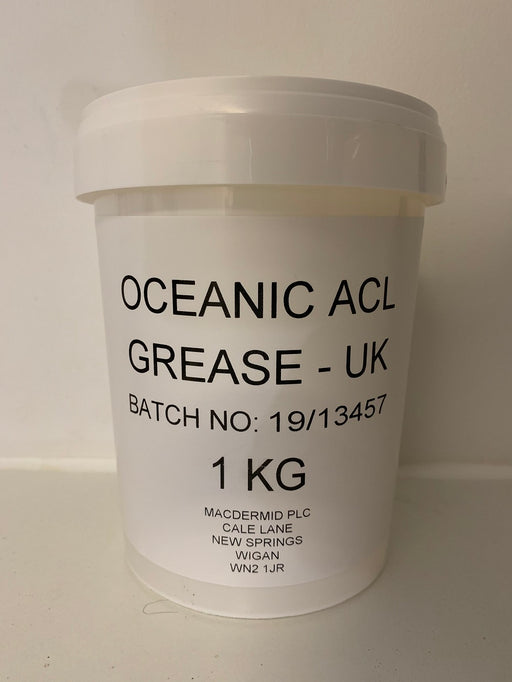 OCEANIC ACL
GREASE - UK
BATCH NO: 19/13457
1 KG
MACDERMID PLC
CALE LANE
NEW SPRINGS
WIGAN
WN2 1JR